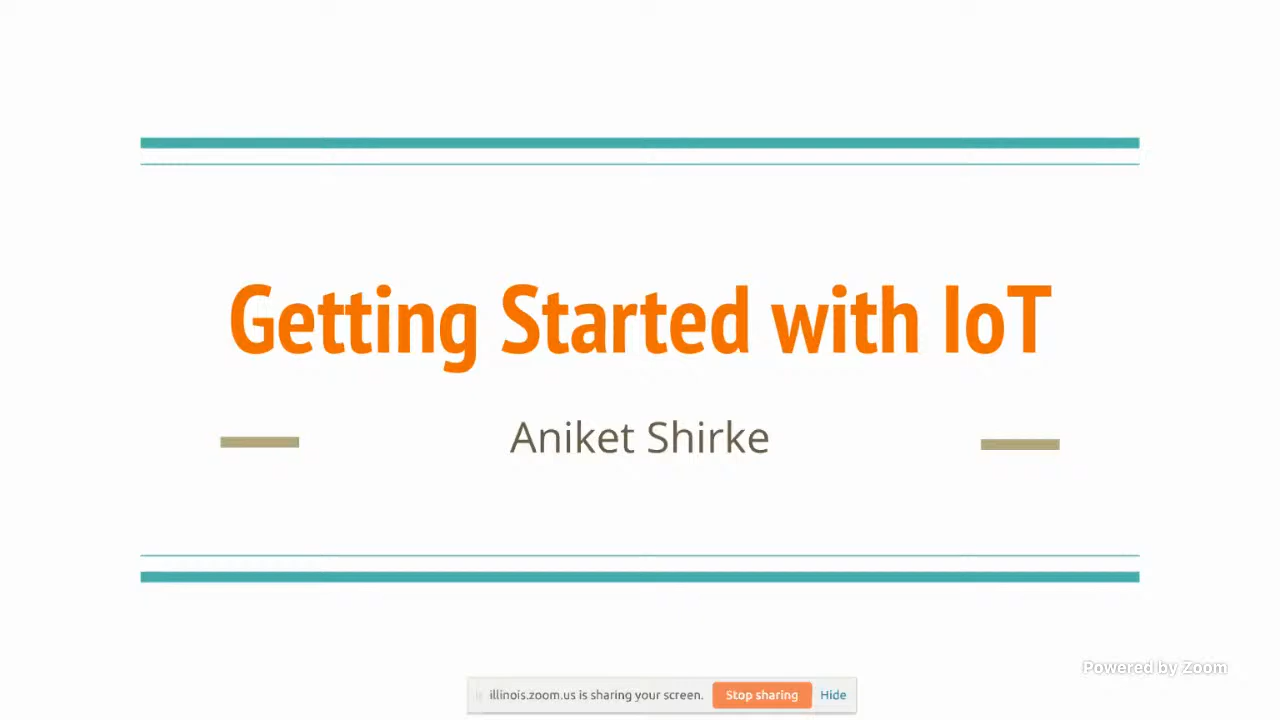 Getting Started with IoT
Aniket Shirke
Powered by Zoom
illinois.zoom.us is sharing your screen. Stop sharing Hide